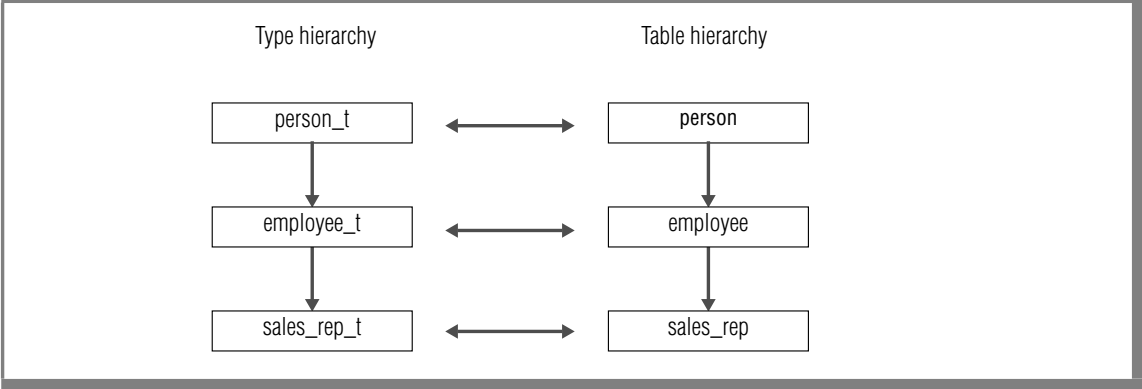 Type hierarchy Table hierarchy
person_t person
employee_t employee
sales_rep_t sales_rep